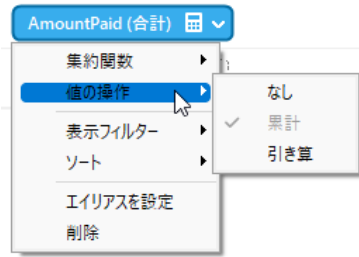 AmountPaid (合計)
集約関数
値の操作
表示フィルター
ソート
エイリアスを設定
削除
なし
累計
引き算